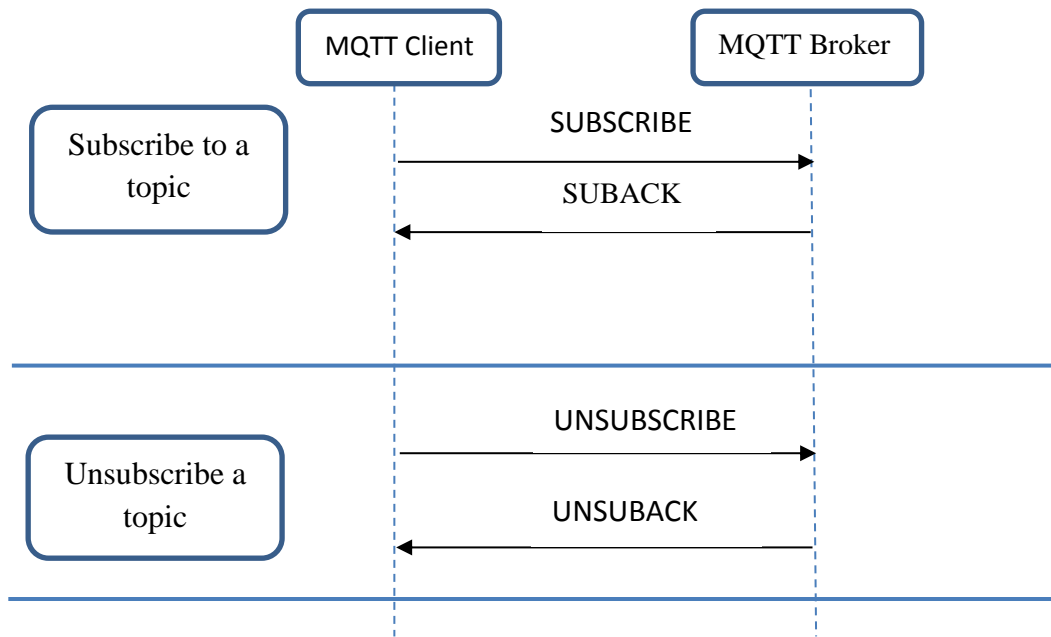 MQTT Client
MQTT Broker
Subscribe to a
topic
SUBSCRIBE
SUBACK
Unsubscribe a
topic
UNSUBSCRIBE
UNSUBACK